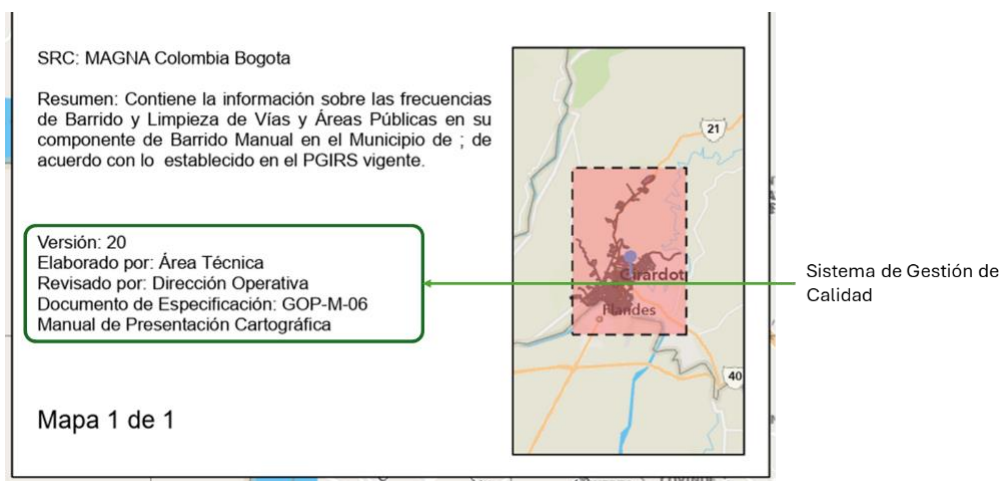 SRC: MAGNA Colombia Bogota
Resumen: Contiene la información sobre las frecuencias
de Barrido y Limpieza de Vías y Áreas Públicas en su
componente de Barrido Manual en el Municipio de ; de
acuerdo con lo establecido en el PGIRS vigente.
Versión: 20
Elaborado por: Área Técnica
Revisado por: Dirección Operativa
Documento de Especificación: GOP-M-06
Manual de Presentación Cartográfica
Mapa 1 de 1
21
Girardot
Flandes
40
Sistema de Gestión de
Calidad